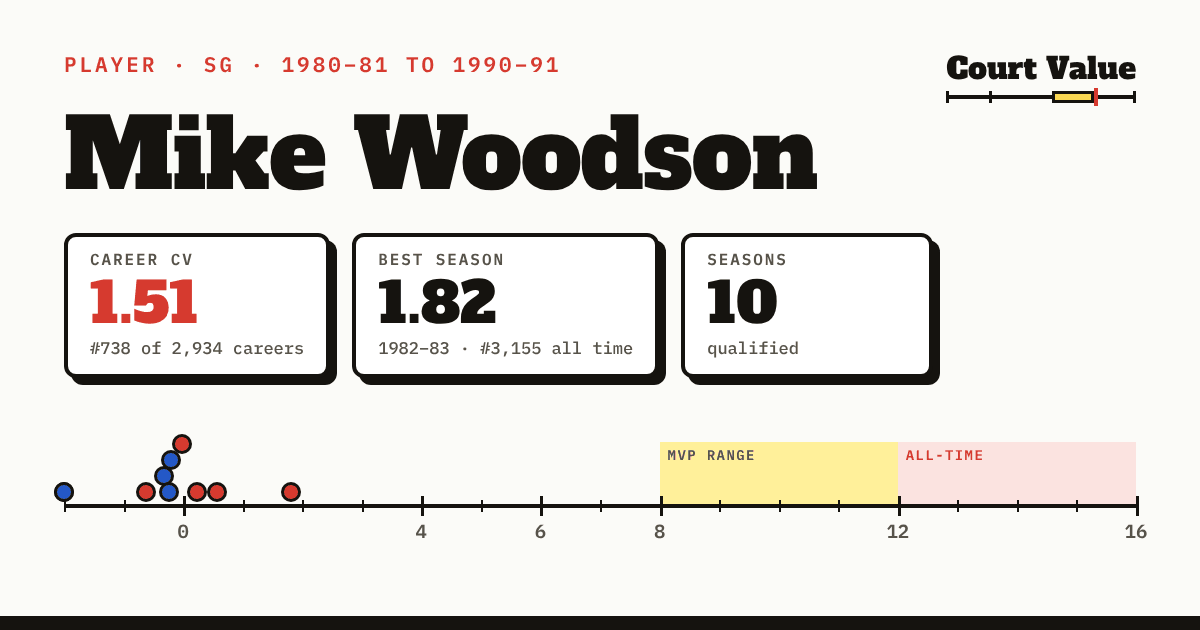 PLAYER · SG · 1980–81 TO 1990–91
Court Value
Mike Woodson
CAREER CV
1.51
#738 of 2,934 careers
BEST SEASON
1.82
1982–83 · #3,155 all time
SEASONS
10
qualified
MVP RANGE
ALL-TIME
0 4 6 8 12 16